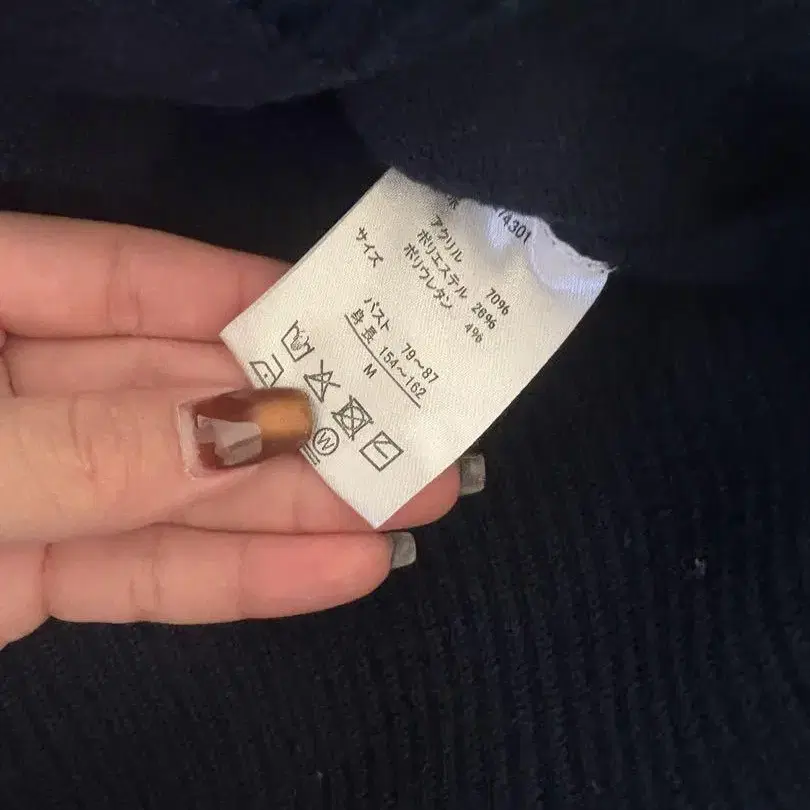 74301
アクリル 70%
ポリエステル 26%
ポリウレタン 4%
サイズ
バスト 79～87
身長 154～162
M
W